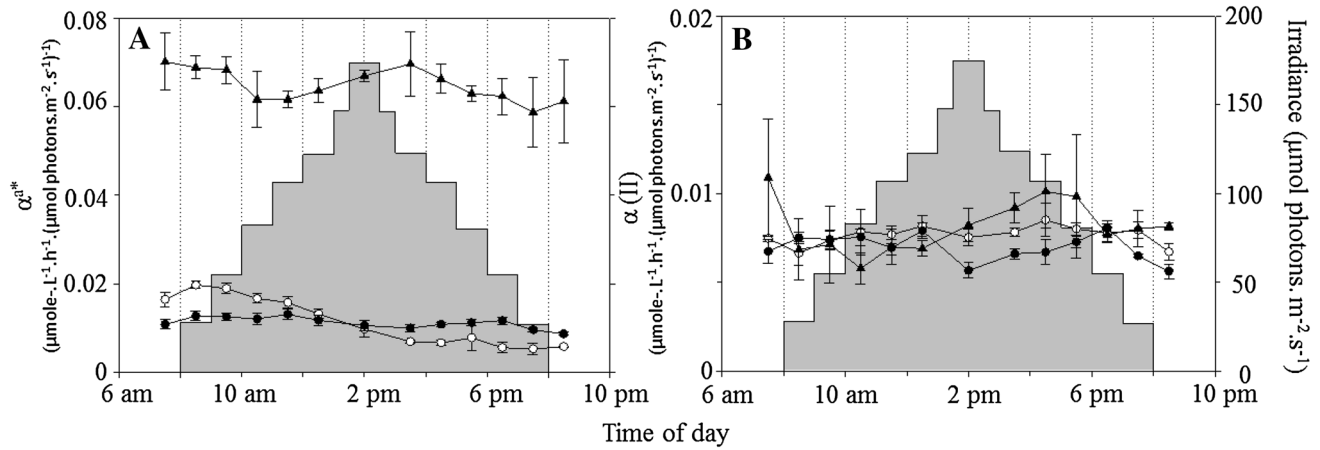 A
B
0.08
0.06
0.04
0.02
0
αᵃ*
(μmole-.L⁻¹.h⁻¹.(μmol photons.m⁻².s⁻¹)⁻¹)
6 am
10 am
2 pm
6 pm
10 pm
0.02
0.01
0
α (II)
(μmole-.L⁻¹.h⁻¹.(μmol photons.m⁻².s⁻¹)⁻¹)
6 am
10 am
2 pm
6 pm
10 pm
200
150
100
50
0
Irradiance (μmol photons. m⁻².s⁻¹)
Time of day